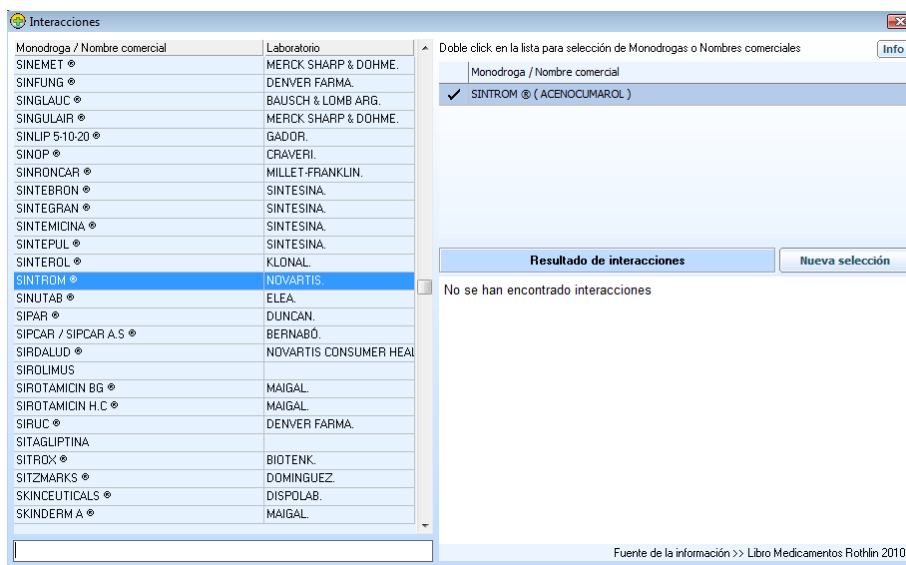 Interacciones
Monodroga / Nombre comercial Laboratorio
SINEMET ® MERCK SHARP & DOHME.
SINFUNG ® DENVER FARMA.
SINGLAUC ® BAUSCH & LOMB ARG.
SINGULAIR ® MERCK SHARP & DOHME.
SINLIP 5-10-20 ® GADOR.
SINOP ® CRAVERI.
SINRONCAR ® MILLET-FRANKLIN.
SINTEBRON ® SINTESINA.
SINTEGRAN ® SINTESINA.
SINTEMICINA ® SINTESINA.
SINTEPUL ® SINTESINA.
SINTEROL ® KLONAL.
SINTROM ® NOVARTIS.
SINUTAB ® ELEA.
SIPAR ® DUNCAN.
SIPCAR / SIPCAR A.S ® BERNABÓ.
SIRDALUD ® NOVARTIS CONSUMER HEAL
SIROLIMUS
SIROTAMICIN BG ® MAIGAL.
SIROTAMICIN H.C ® MAIGAL.
SIRUC ® DENVER FARMA.
SITAGLIPTINA
SITROX ® BIOTENK.
SITZMARKS ® DOMINGUEZ.
SKINCEUTICALS ® DISPOLAB.
SKINDERM A ® MAIGAL.
Doble click en la lista para selección de Monodrogas o Nombres comerciales Info
Monodroga / Nombre comercial
SINTROM ® ( ACENOCUMAROL )
Resultado de interacciones Nueva selección
No se han encontrado interacciones
Fuente de la información >> Libro Medicamentos Rothlin 2010